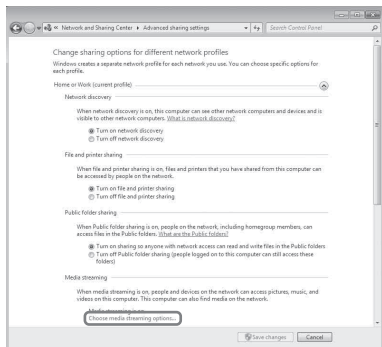 « Network and Sharing Center ▸ Advanced sharing settings
Search Control Panel
Change sharing options for different network profiles
Windows creates a separate network profile for each network you use. You can choose specific options for
each profile.
Home or Work (current profile)
Network discovery
When network discovery is on, this computer can see other network computers and devices and is
visible to other network computers. What is network discovery?
Turn on network discovery
Turn off network discovery
File and printer sharing
When file and printer sharing is on, files and printers that you have shared from this computer can
be accessed by people on the network.
Turn on file and printer sharing
Turn off file and printer sharing
Public folder sharing
When Public folder sharing is on, people on the network, including homegroup members, can
access files in the Public folders. What are the Public folders?
Turn on sharing so anyone with network access can read and write files in the Public folders
Turn off Public folder sharing (people logged on to this computer can still access these
folders)
Media streaming
When media streaming is on, people and devices on the network can access pictures, music, and
videos on this computer. This computer can also find media on the network.
Media streaming is on.
Choose media streaming options...
Save changes
Cancel